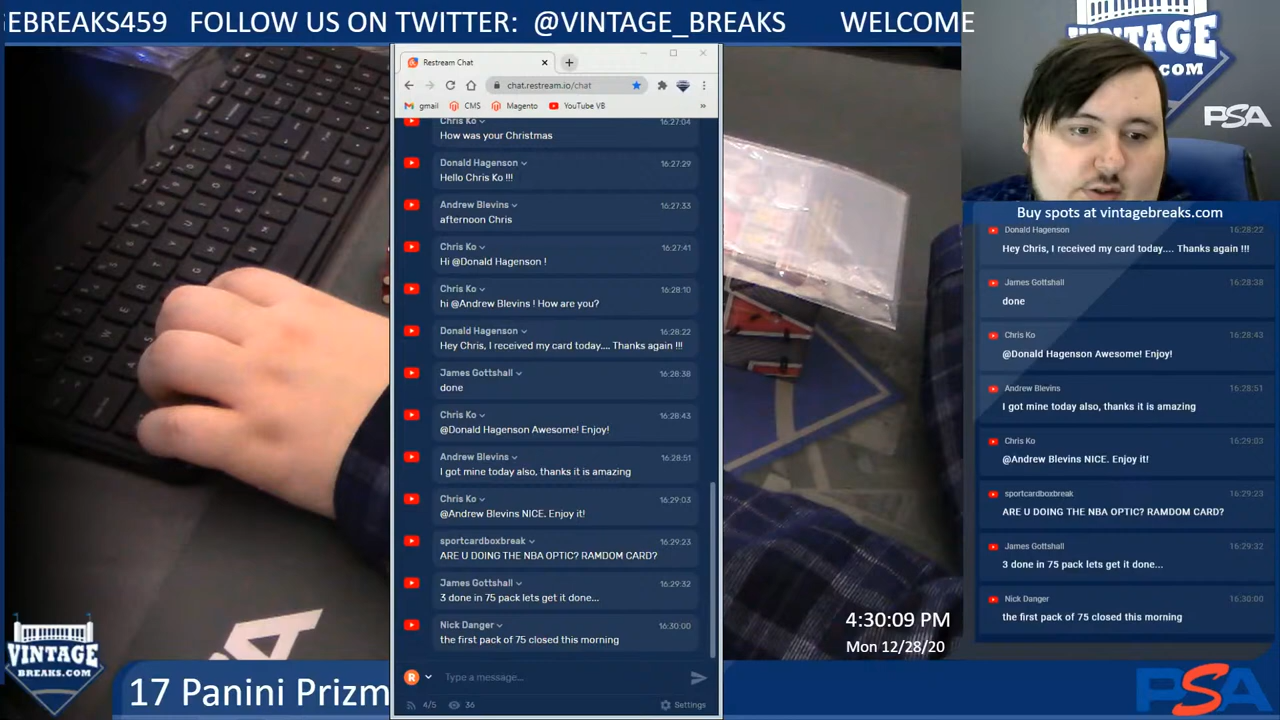 EBREAKS459 FOLLOW US ON TWITTER: @VINTAGE_BREAKS WELCOME
Restream Chat
chat.restream.io/chat
gmail CMS Magento YouTube VB »
Chris Ko 16:27:04
How was your Christmas
Donald Hagenson 16:27:29
Hello Chris Ko !!!
Andrew Blevins 16:27:33
afternoon Chris
Chris Ko 16:27:41
Hi @Donald Hagenson !
Chris Ko 16:28:10
hi @Andrew Blevins ! How are you?
Donald Hagenson 16:28:22
Hey Chris, I received my card today.... Thanks again !!!
James Gottshall 16:28:38
done
Chris Ko 16:28:43
@Donald Hagenson Awesome! Enjoy!
Andrew Blevins 16:28:51
I got mine today also, thanks it is amazing
Chris Ko 16:29:03
@Andrew Blevins NICE. Enjoy it!
sportcardboxbreak 16:29:23
ARE U DOING THE NBA OPTIC? RAMDOM CARD?
James Gottshall 16:29:32
3 done in 75 pack lets get it done...
Nick Danger 16:30:00
the first pack of 75 closed this morning
R Type a message...
4/5 36 Settings
VINTAGE
.COM
PSA
Buy spots at vintagebreaks.com
Donald Hagenson 16:28:22
Hey Chris, I received my card today.... Thanks again !!!
James Gottshall 16:28:38
done
Chris Ko 16:28:43
@Donald Hagenson Awesome! Enjoy!
Andrew Blevins 16:28:51
I got mine today also, thanks it is amazing
Chris Ko 16:29:03
@Andrew Blevins NICE. Enjoy it!
sportcardboxbreak 16:29:23
ARE U DOING THE NBA OPTIC? RAMDOM CARD?
James Gottshall 16:29:32
3 done in 75 pack lets get it done...
Nick Danger 16:30:00
the first pack of 75 closed this morning
4:30:09 PM
Mon 12/28/20
VINTAGE
BREAKS.COM
17 Panini Prizm
PSA